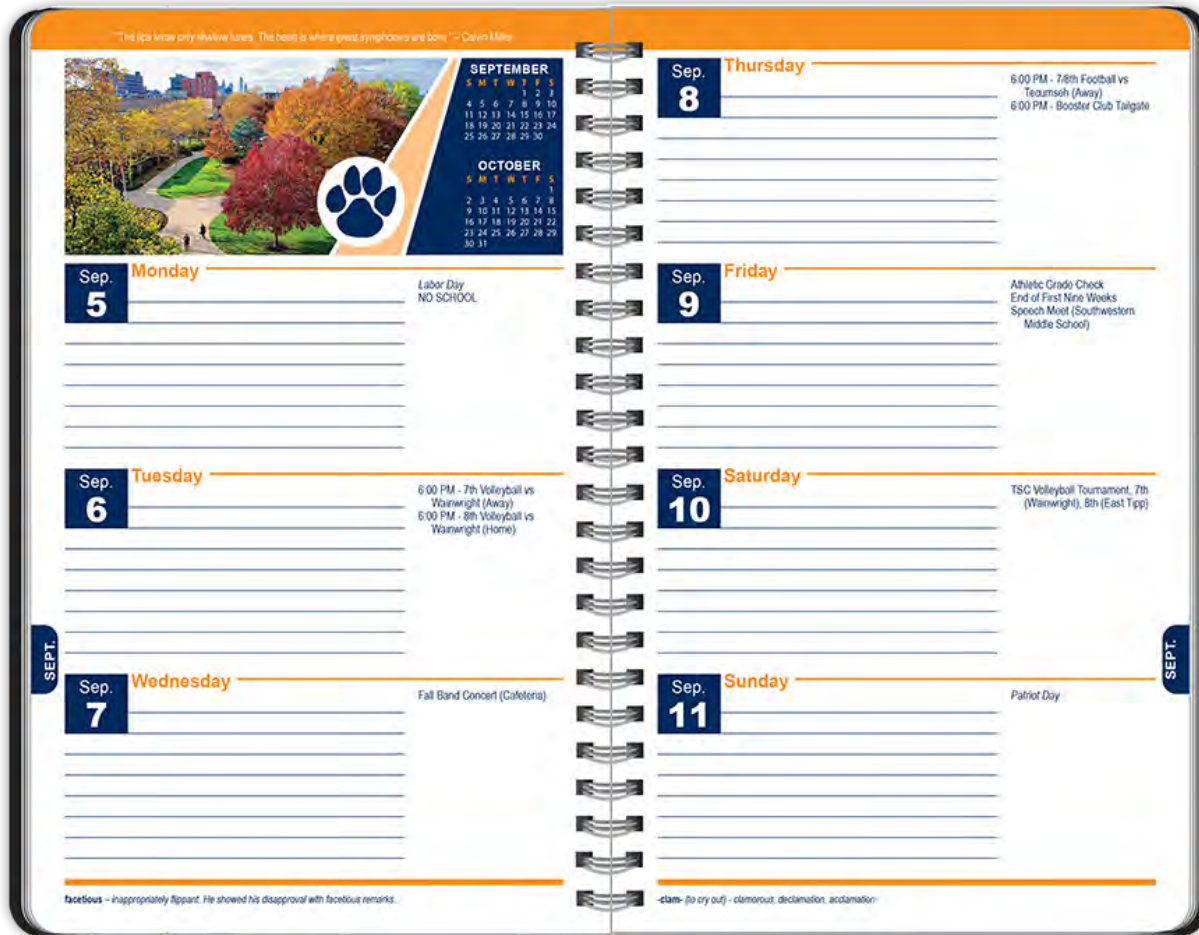 "The lips know only shallow tunes. The heart is where great symphonies are born." – Calvin Miller
SEPTEMBER
S M T W T F S
1 2 3
4 5 6 7 8 9 10
11 12 13 14 15 16 17
18 19 20 21 22 23 24
25 26 27 28 29 30
OCTOBER
S M T W T F S
1
2 3 4 5 6 7 8
9 10 11 12 13 14 15
16 17 18 19 20 21 22
23 24 25 26 27 28 29
30 31
Sep.
5
Monday
Labor Day
NO SCHOOL
Sep.
6
Tuesday
6:00 PM - 7th Volleyball vs
Wainwright (Away)
6:00 PM - 8th Volleyball vs
Wainwright (Home)
SEPT.
Sep.
7
Wednesday
Fall Band Concert (Cafeteria)
facetious – inappropriately flippant. He showed his disapproval with facetious remarks.
Sep.
8
Thursday
6:00 PM - 7/8th Football vs
Tecumseh (Away)
6:00 PM - Booster Club Tailgate
Sep.
9
Friday
Athletic Grade Check
End of First Nine Weeks
Speech Meet (Southwestern
Middle School)
Sep.
10
Saturday
TSC Volleyball Tournament, 7th
(Wainwright), 8th (East Tipp)
SEPT.
Sep.
11
Sunday
Patriot Day
-clam- (to cry out) - clamorous, declamation, acclamation